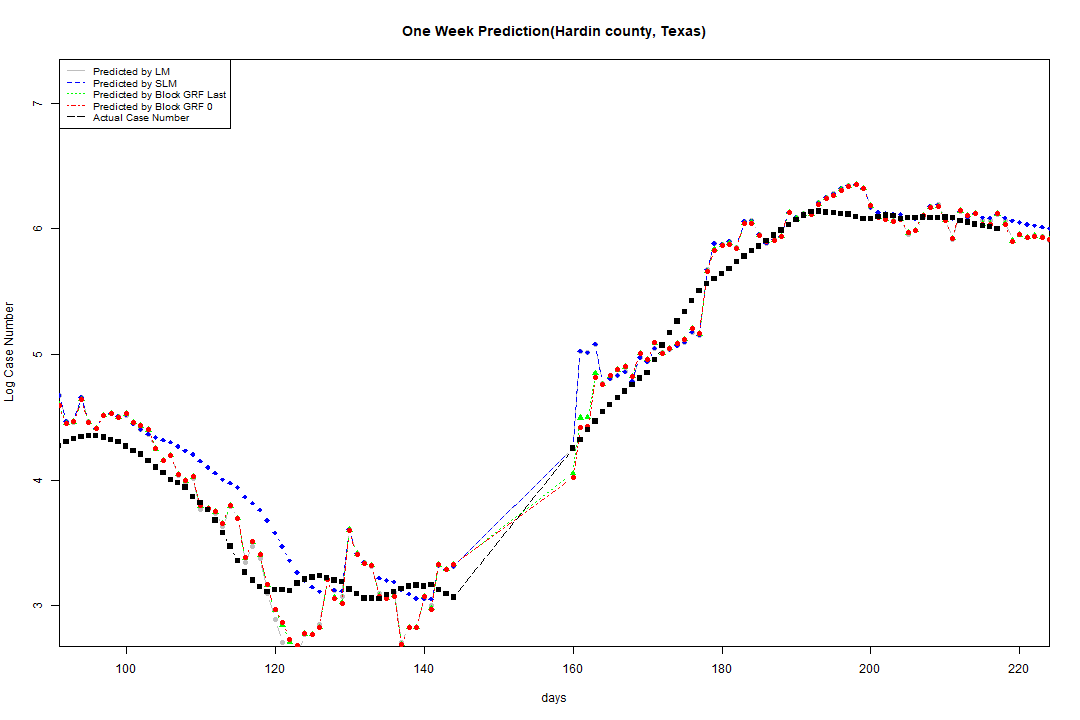 One Week Prediction(Hardin county, Texas)
Predicted by LM
Predicted by SLM
Predicted by Block GRF Last
Predicted by Block GRF 0
Actual Case Number
Log Case Number
7
6
5
4
3
100 120 140 160 180 200 220
days